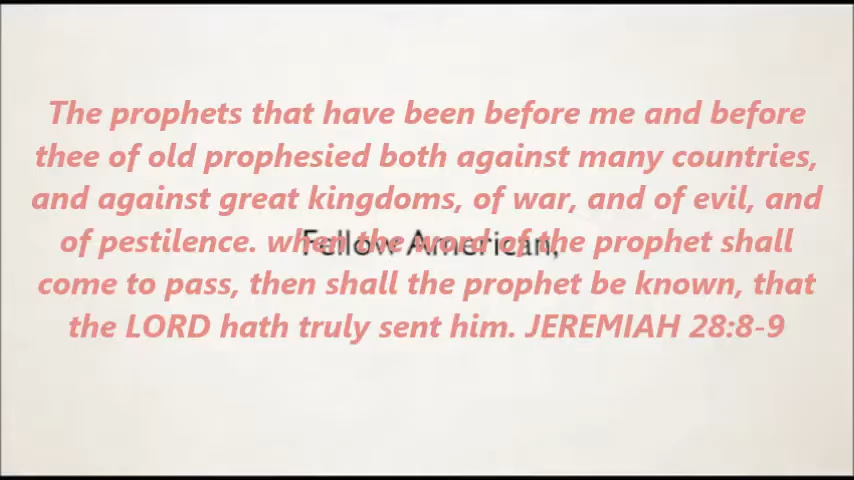 The prophets that have been before me and before
thee of old prophesied both against many countries,
and against great kingdoms, of war, and of evil, and
of pestilence. when the word of the prophet shall
Fellow American,
come to pass, then shall the prophet be known, that
the LORD hath truly sent him. JEREMIAH 28:8-9